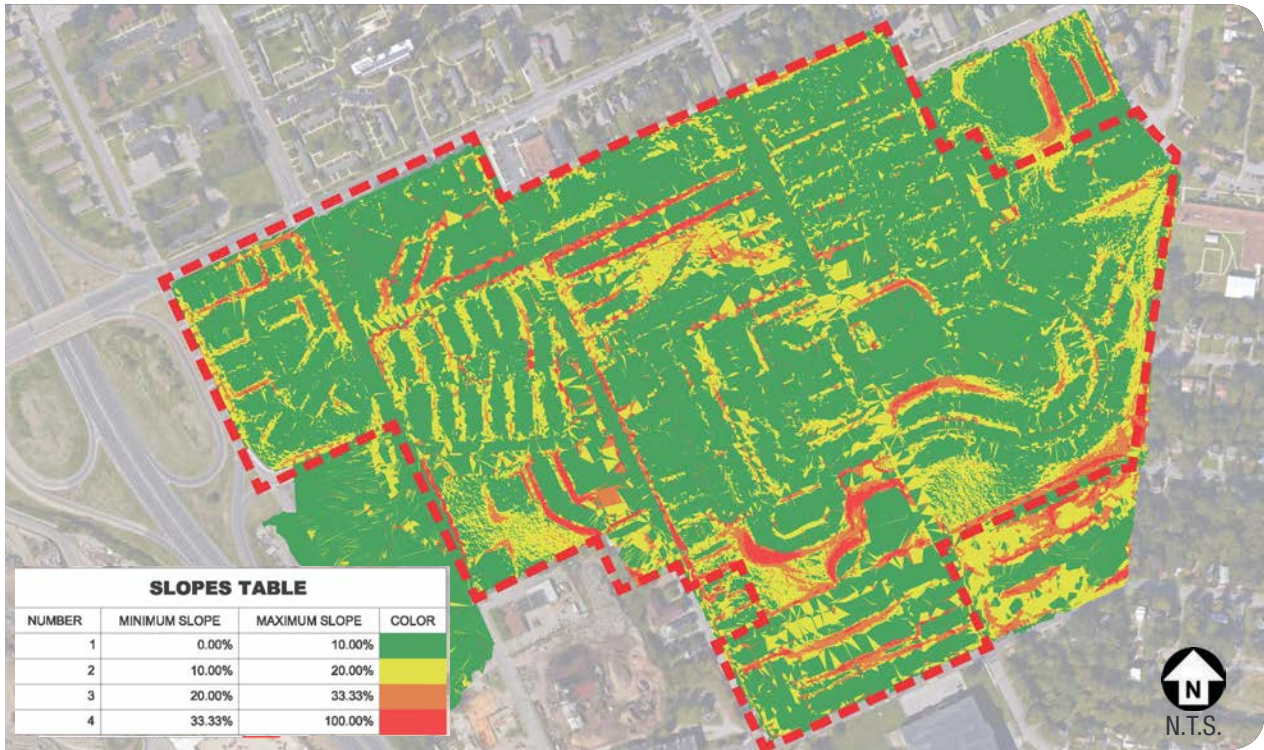 SLOPES TABLE
NUMBER MINIMUM SLOPE MAXIMUM SLOPE COLOR
1 0.00% 10.00%
2 10.00% 20.00%
3 20.00% 33.33%
4 33.33% 100.00%
N
N.T.S.